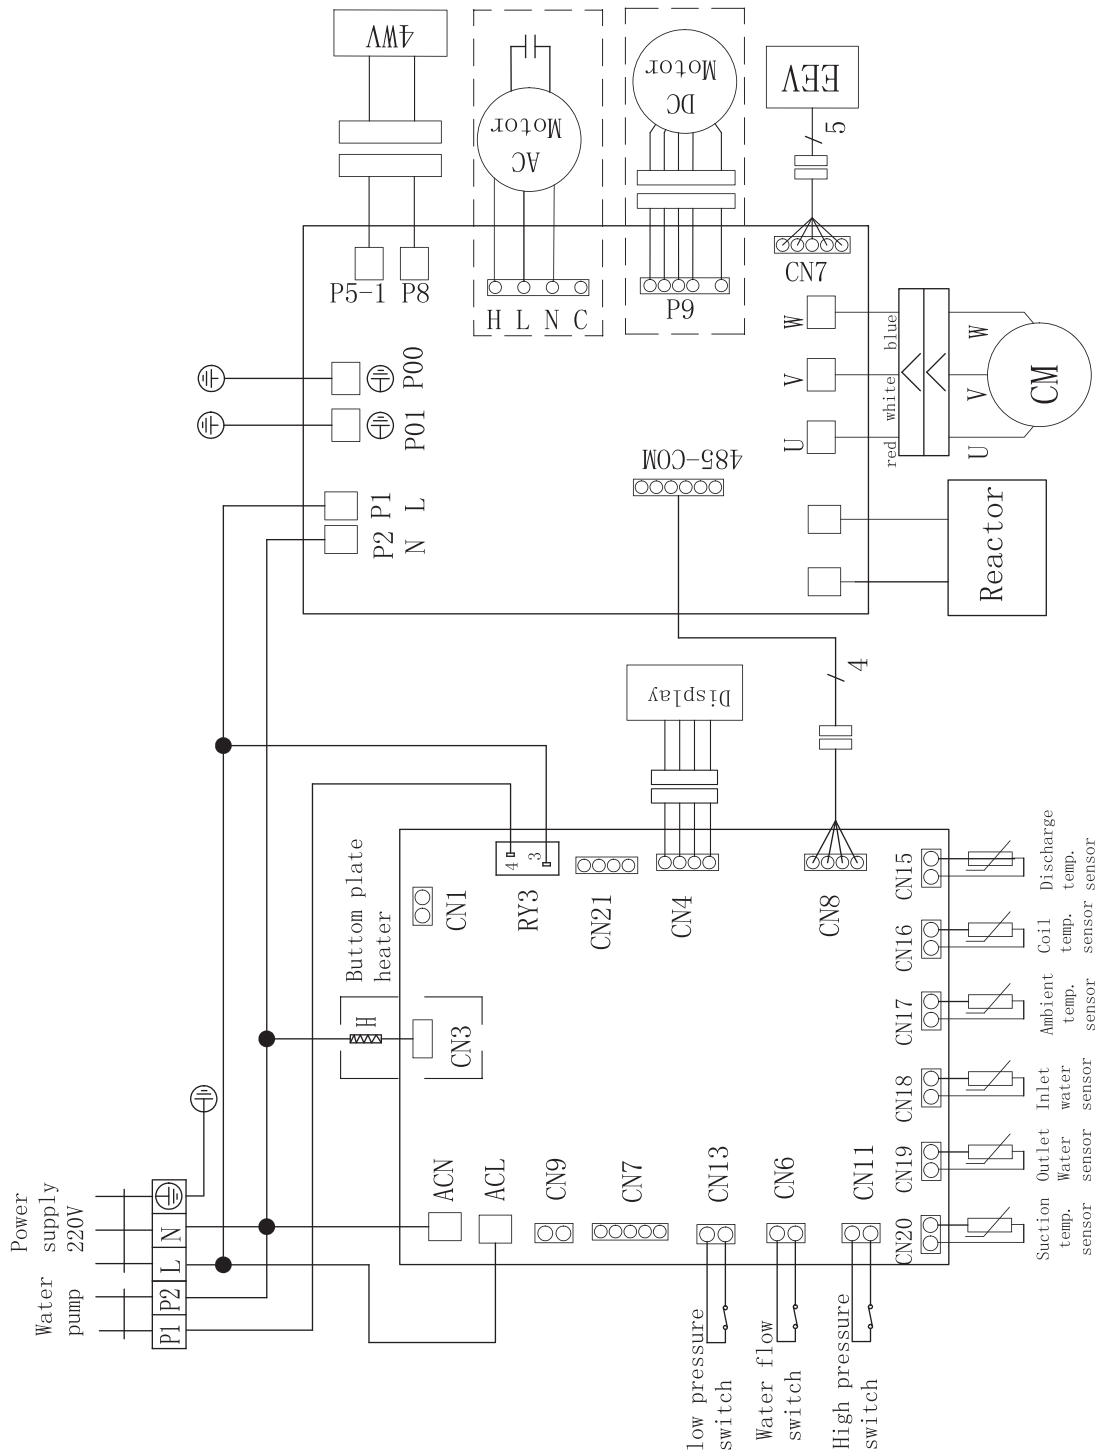 4WV
Motor
AC
Motor
DC
EEV
5
P5-1
P8
H
L
N
C
P9
CN7
P00
P01
P1
L
P2
N
485-COM
W
V
U
blue
white
red
W
V
U
CM
Reactor
4
Display
Buttom plate
heater
H
CN1
4
3
RY3
CN21
CN4
CN8
CN3
ACN
ACL
CN9
CN7
CN13
CN6
CN11
CN15
CN16
CN17
CN18
CN19
CN20
Discharge
temp.
sensor
Coil
temp.
sensor
Ambient
temp.
sensor
Inlet
water
sensor
Outlet
Water
sensor
Suction
temp.
sensor
Power
supply
220V
Water
pump
N
L
P2
P1
low pressure
switch
Water flow
switch
High pressure
switch